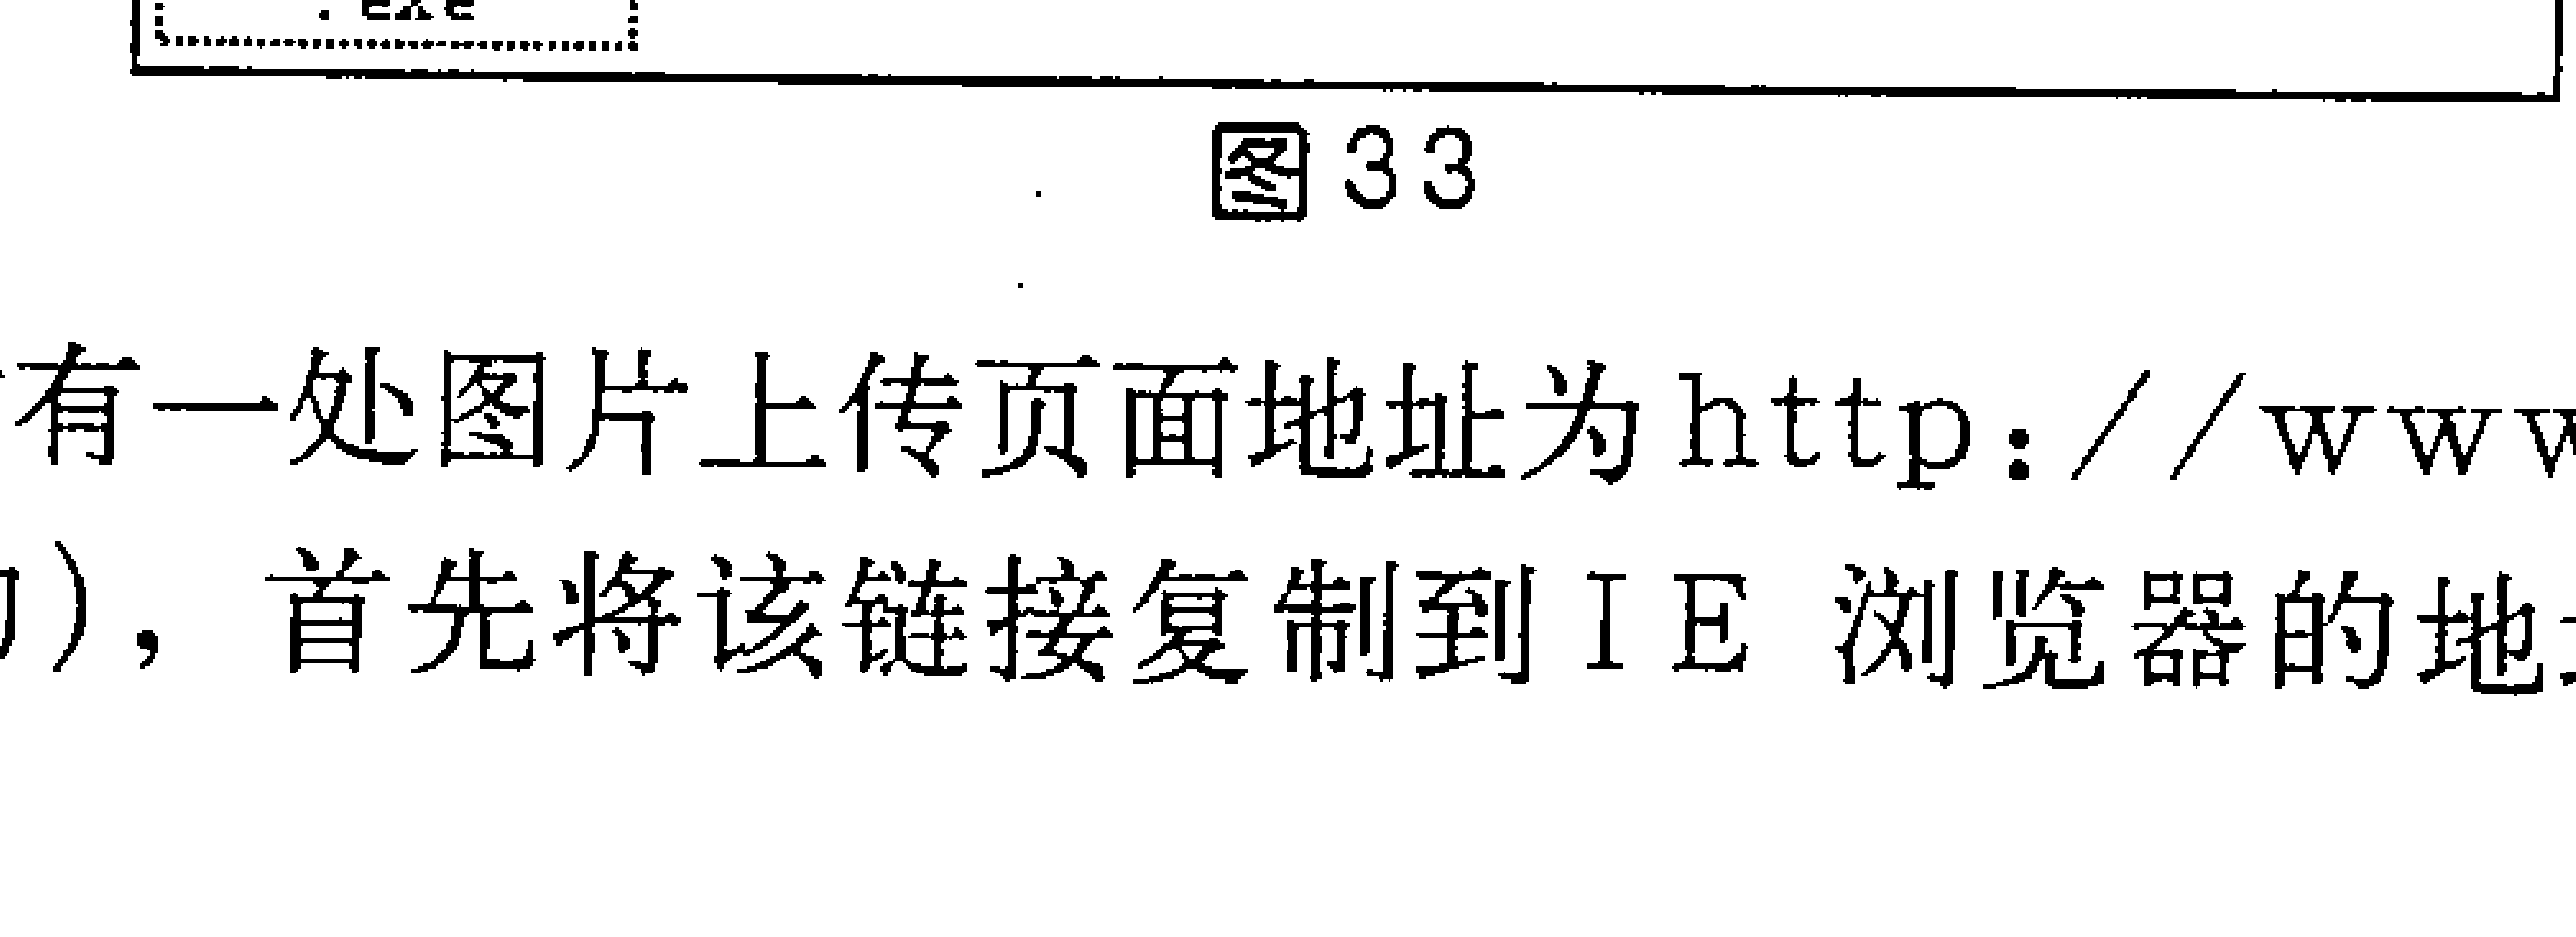 .exe
图33
有一处图片上传页面地址为http://www
），首先将该链接复制到IE 浏览器的地